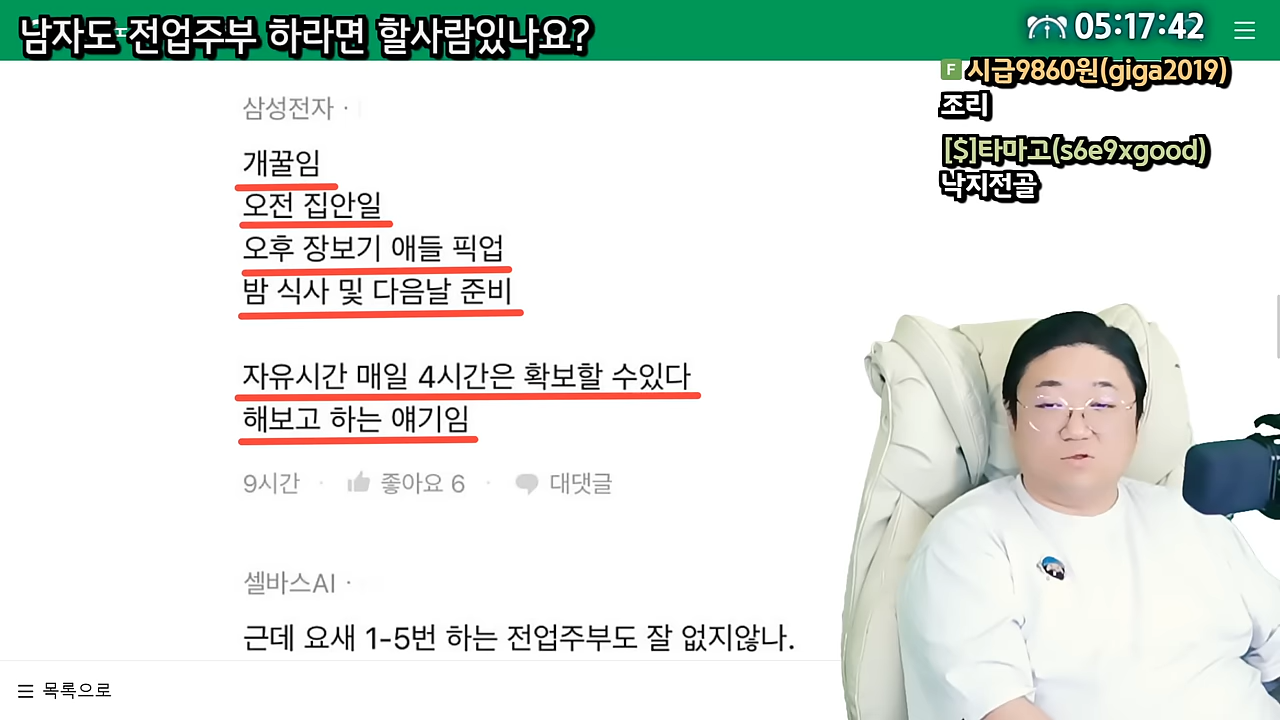 남자도 전업주부 하라면 할사람있나요?
05:17:42
F 시급9860원(giga2019)
조리
[$]타마고(s6e9xgood)
낙지전골
삼성전자 ·
개꿀임
오전 집안일
오후 장보기 애들 픽업
밤 식사 및 다음날 준비
자유시간 매일 4시간은 확보할 수있다
해보고 하는 얘기임
9시간 · 좋아요 6 · 대댓글
셀바스AI ·
근데 요새 1-5번 하는 전업주부도 잘 없지않나.
목록으로